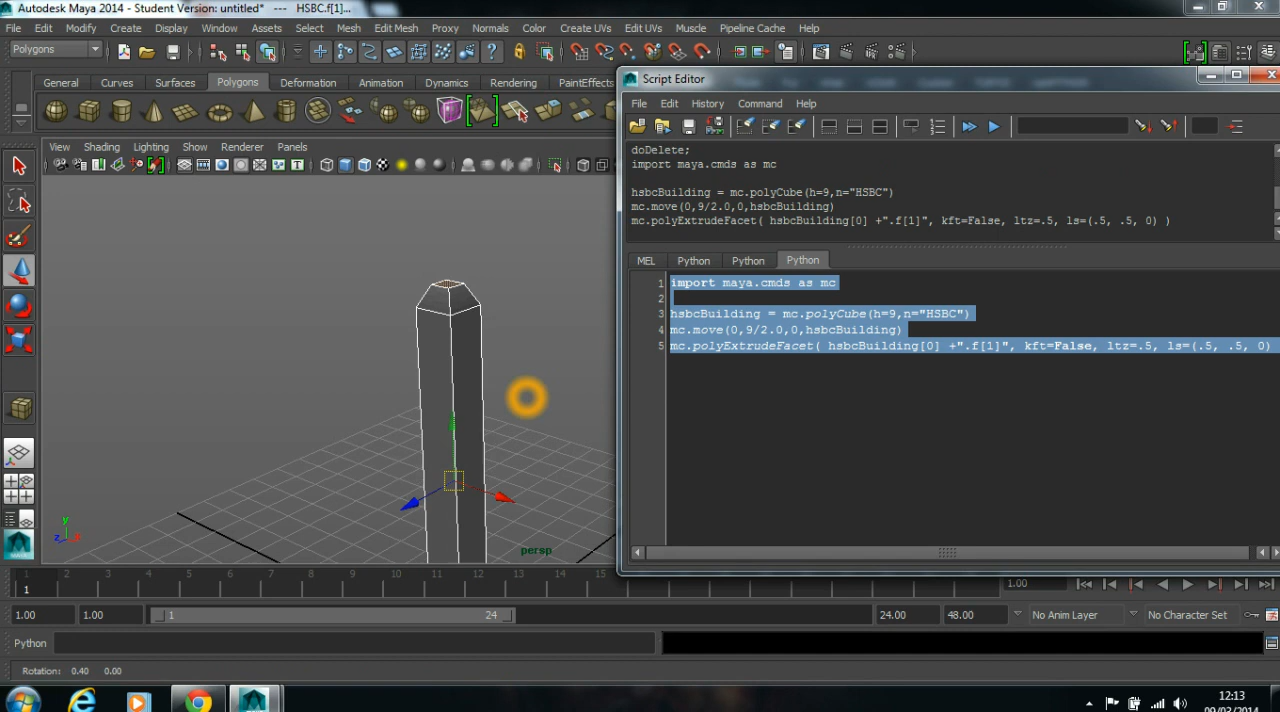 Autodesk Maya 2014 - Student Version: untitled* --- HSBC.f[1]...
File Edit Modify Create Display Window Assets Select Mesh Edit Mesh Proxy Normals Color Create UVs Edit UVs Muscle Pipeline Cache Help
Polygons
General Curves Surfaces Polygons Deformation Animation Dynamics Rendering PaintEffects
Script Editor
File Edit History Command Help
View Shading Lighting Show Renderer Panels
doDelete;
import maya.cmds as mc
hsbcBuilding = mc.polyCube(h=9,n="HSBC")
mc.move(0,9/2.0,0,hsbcBuilding)
mc.polyExtrudeFacet( hsbcBuilding[0] +".f[1]", kft=False, ltz=.5, ls=(.5, .5, 0) )
MEL Python Python Python
1 import maya.cmds as mc
2
3 hsbcBuilding = mc.polyCube(h=9,n="HSBC")
4 mc.move(0,9/2.0,0,hsbcBuilding)
5 mc.polyExtrudeFacet( hsbcBuilding[0] +".f[1]", kft=False, ltz=.5, ls=(.5, .5, 0)
y
z x
persp
1 2 3 4 5 6 7 8 9 10 11 12 13 14 15
1
1.00
1.00 1.00 1 24 24.00 48.00 No Anim Layer No Character Set
Python
Rotation: 0.40 0.00
12:13
09/03/2014